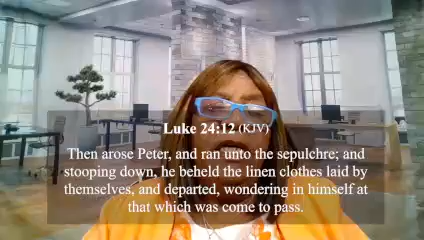 Luke 24:12 (KJV)
Then arose Peter, and ran unto the sepulchre; and
stooping down, he beheld the linen clothes laid by
themselves, and departed, wondering in himself at
that which was come to pass.